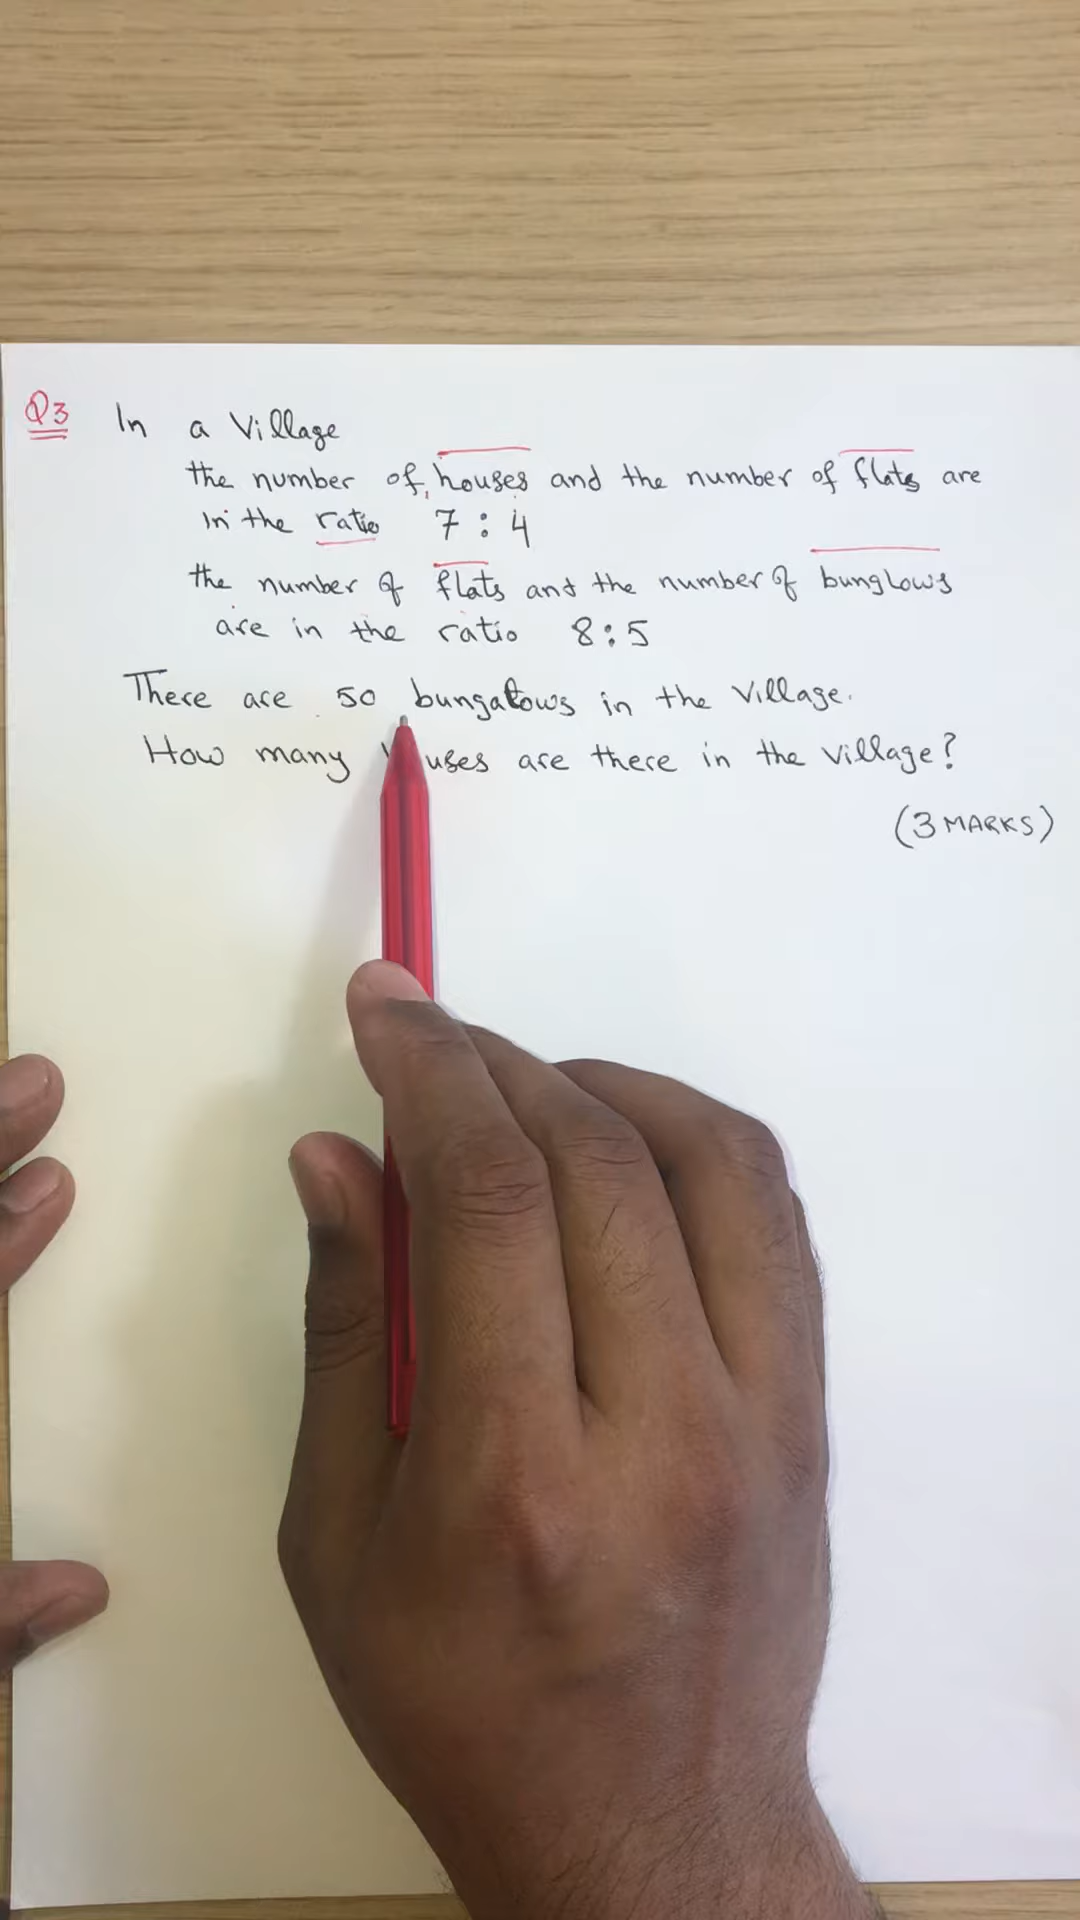 Q3 In a Village
the number of houses and the number of flats are
in the ratio 7 : 4
the number of flats and the number of bunglows
are in the ratio 8 : 5
There are 50 bungalows in the village.
How many are there in the village?
(3 MARKS)